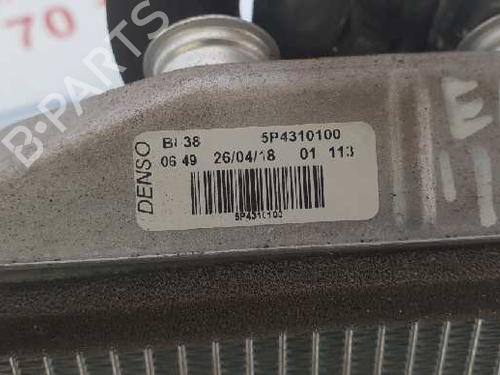 70
B-PARTS
DENSO
BI 38 5P4310100
06 49 26/04/18 01 113
5P4310100
E